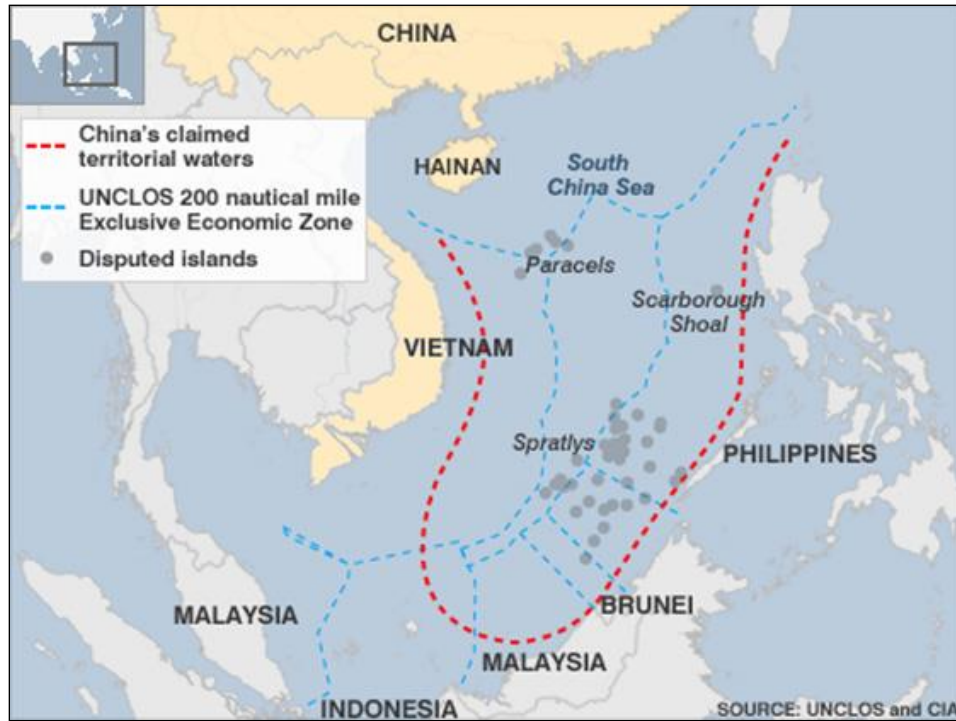 CHINA
China's claimed
territorial waters
UNCLOS 200 nautical mile
Exclusive Economic Zone
Disputed islands
HAINAN
South
China Sea
Paracels
Scarborough
Shoal
VIETNAM
Spratlys
PHILIPPINES
MALAYSIA
BRUNEI
MALAYSIA
INDONESIA
SOURCE: UNCLOS and CIA